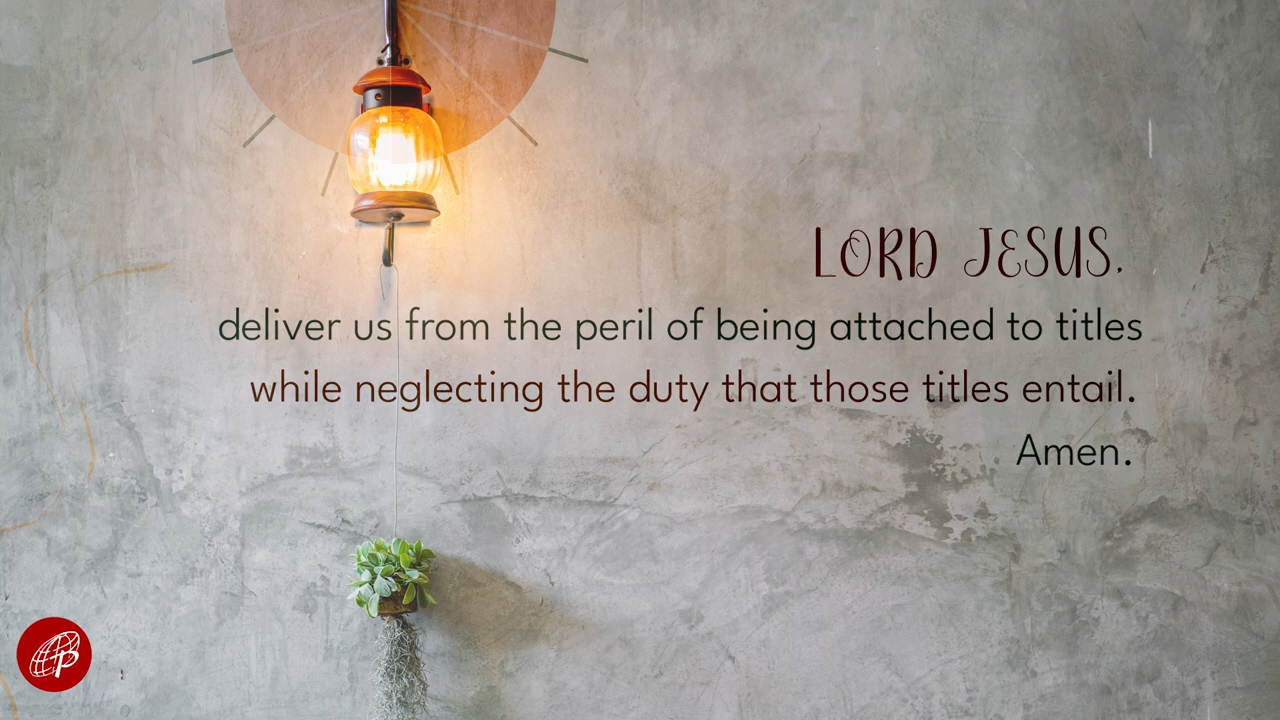 LORD JESUS,
deliver us from the peril of being attached to titles
while neglecting the duty that those titles entail.
Amen.